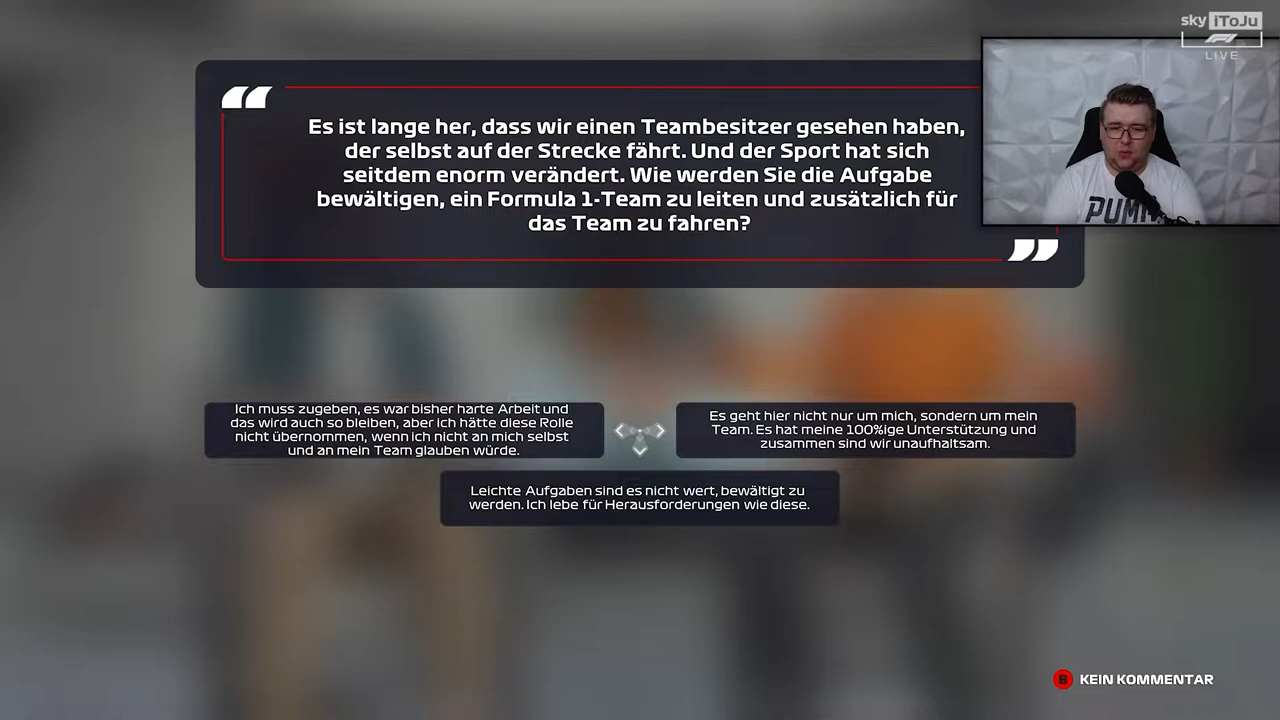 sky iToJu
F1
LIVE
Es ist lange her, dass wir einen Teambesitzer gesehen haben,
der selbst auf der Strecke fährt. Und der Sport hat sich
seitdem enorm verändert. Wie werden Sie die Aufgabe
bewältigen, ein Formula 1-Team zu leiten und zusätzlich für
das Team zu fahren?
PUMA
Ich muss zugeben, es war bisher harte Arbeit und
das wird auch so bleiben, aber ich hätte diese Rolle
nicht übernommen, wenn ich nicht an mich selbst
und an mein Team glauben würde.
Es geht hier nicht nur um mich, sondern um mein
Team. Es hat meine 100%ige Unterstützung und
zusammen sind wir unaufhaltsam.
Leichte Aufgaben sind es nicht wert, bewältigt zu
werden. Ich lebe für Herausforderungen wie diese.
B KEIN KOMMENTAR